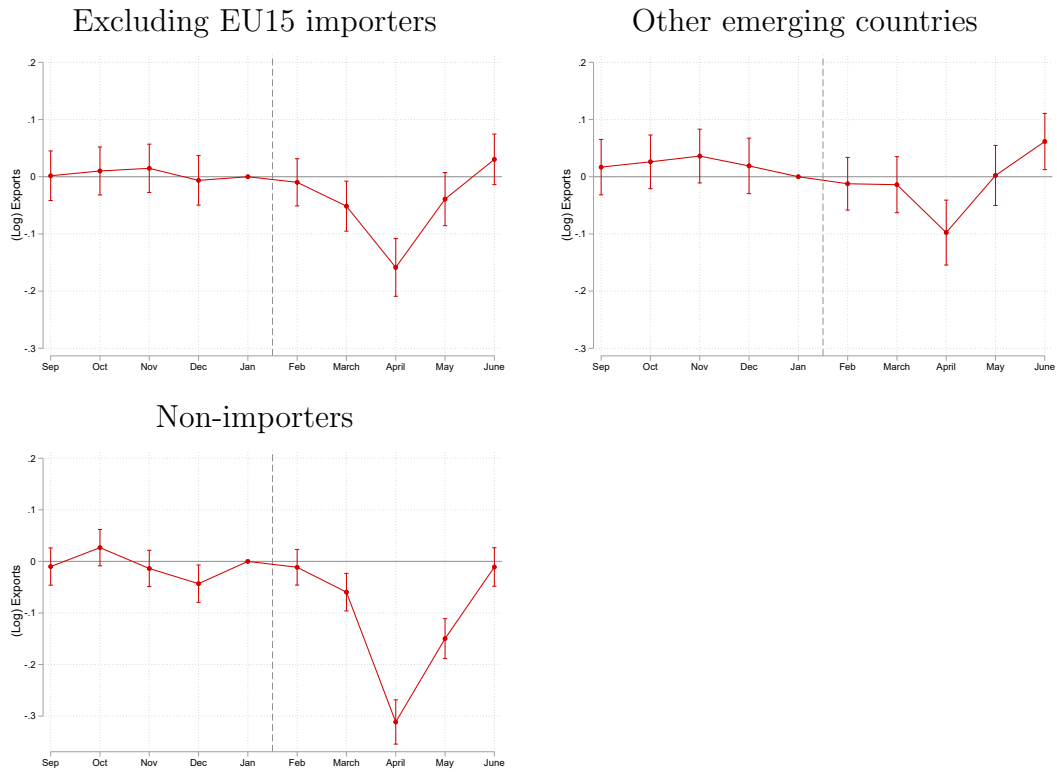 Excluding EU15 importers
.2
.1
0
-.1
-.2
-.3
(Log) Exports
Sep Oct Nov Dec Jan Feb March April May June
Other emerging countries
.2
.1
0
-.1
-.2
-.3
(Log) Exports
Sep Oct Nov Dec Jan Feb March April May June
Non-importers
.2
.1
0
-.1
-.2
-.3
(Log) Exports
Sep Oct Nov Dec Jan Feb March April May June